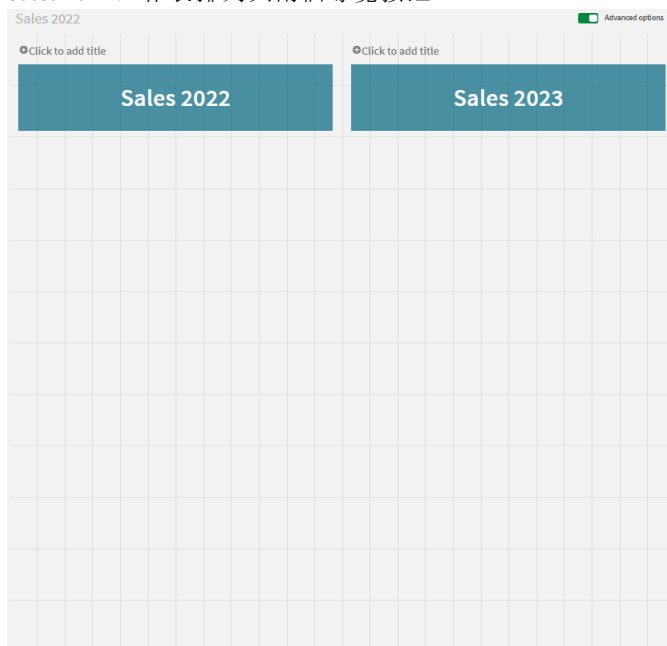 Sales 2022
Advanced options
Click to add title
Click to add title
Sales 2022
Sales 2023